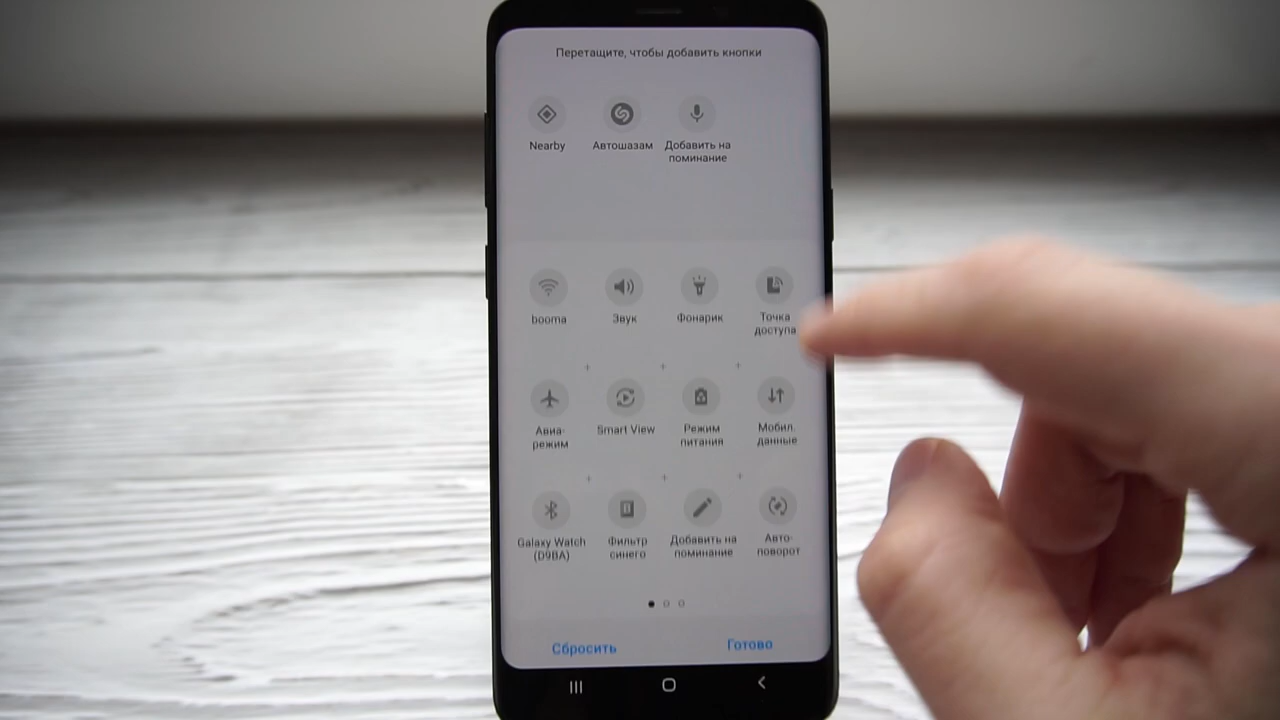 Перетащите, чтобы добавить кнопки
Nearby
Автошазам
Добавить на
поминание
booma
Звук
Фонарик
Точка
доступа
Авиа-
режим
Smart View
Режим
питания
Мобил.
данные
Galaxy Watch
(D9BA)
Фильтр
синего
Добавить на
поминание
Авто-
поворот
Сбросить
Готово